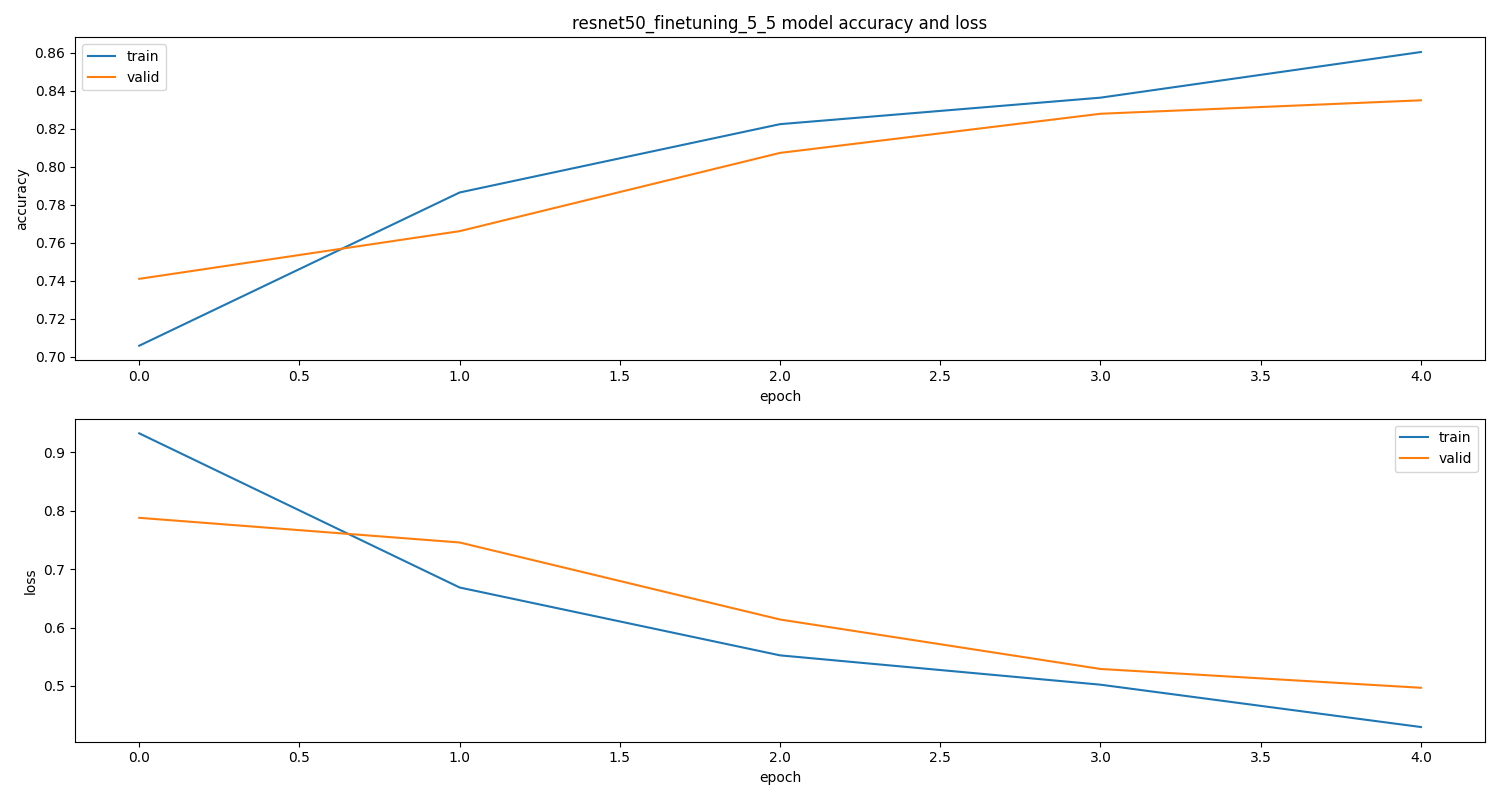 resnet50_finetuning_5_5 model accuracy and loss
train
valid
accuracy
0.86
0.84
0.82
0.80
0.78
0.76
0.74
0.72
0.70
0.0 0.5 1.0 1.5 2.0 2.5 3.0 3.5 4.0
epoch
train
valid
loss
0.9
0.8
0.7
0.6
0.5
0.0 0.5 1.0 1.5 2.0 2.5 3.0 3.5 4.0
epoch